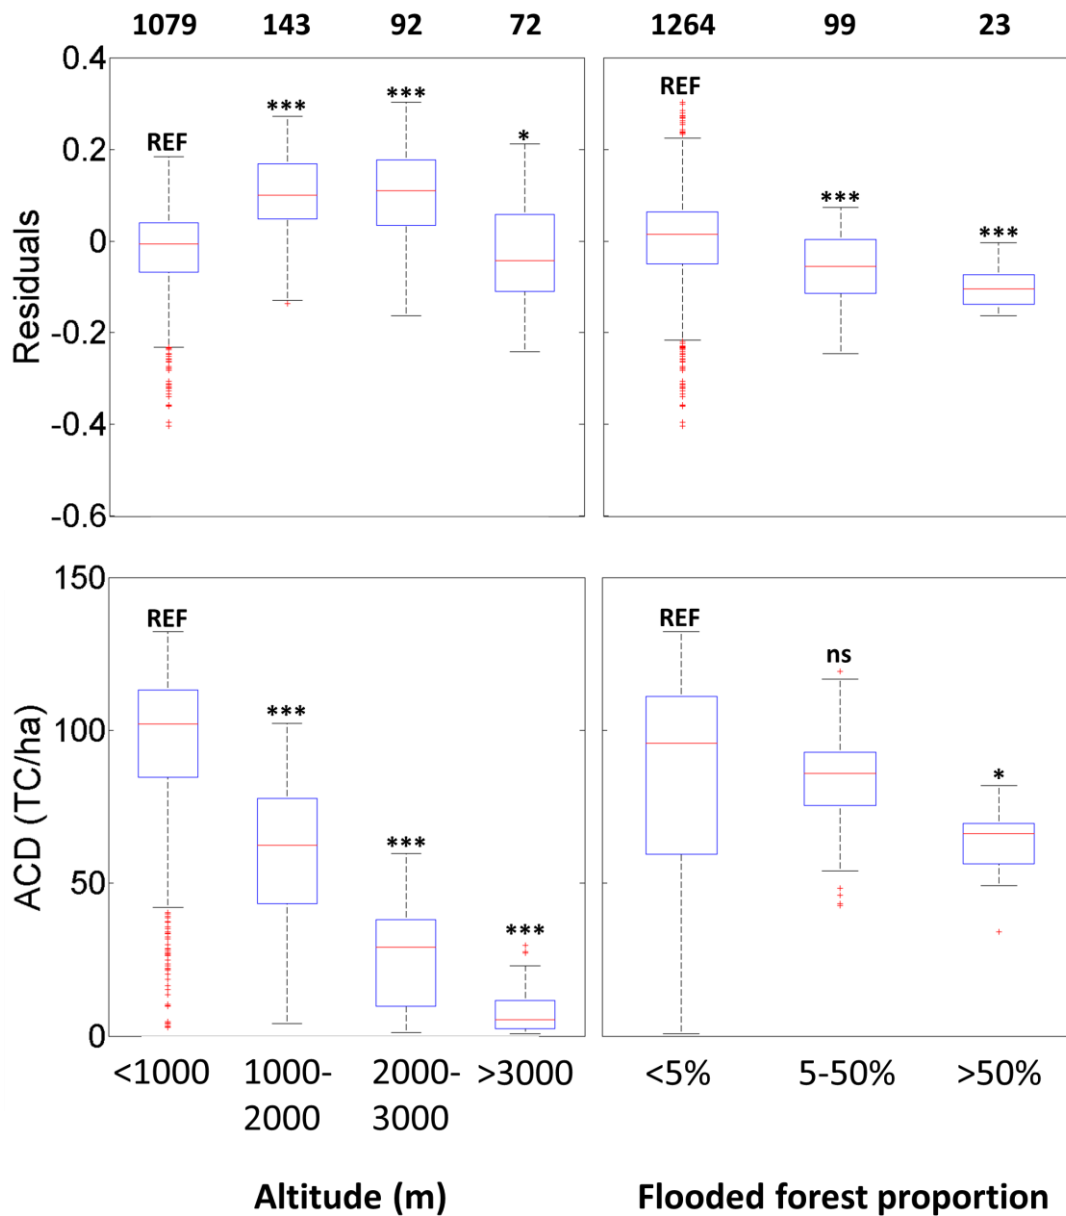 1079 143 92 72 1264 99 23
0.4
REF *** *** * REF *** ***
0.2
0
-0.2
-0.4
-0.6
Residuals
150
REF *** *** *** REF ns *
100
50
0
ACD (TC/ha)
<1000 1000- 2000- >3000 <5% 5-50% >50%
2000 3000
Altitude (m) Flooded forest proportion